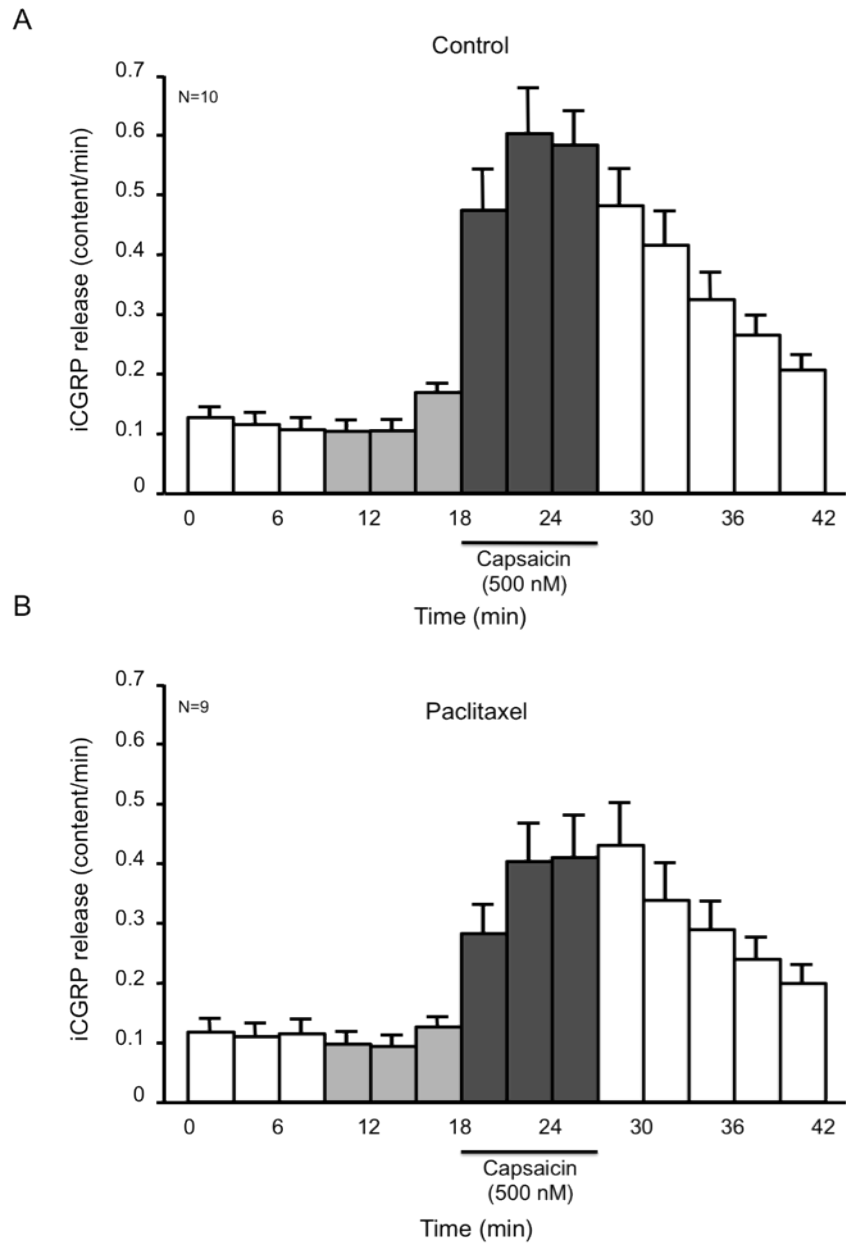 A
Control
N=10
iCGRP release (content/min)
0.7
0.6
0.5
0.4
0.3
0.2
0.1
0
0 6 12 18 24 30 36 42
Capsaicin
(500 nM)
Time (min)
B
N=9
Paclitaxel
iCGRP release (content/min)
0.7
0.6
0.5
0.4
0.3
0.2
0.1
0
0 6 12 18 24 30 36 42
Capsaicin
(500 nM)
Time (min)